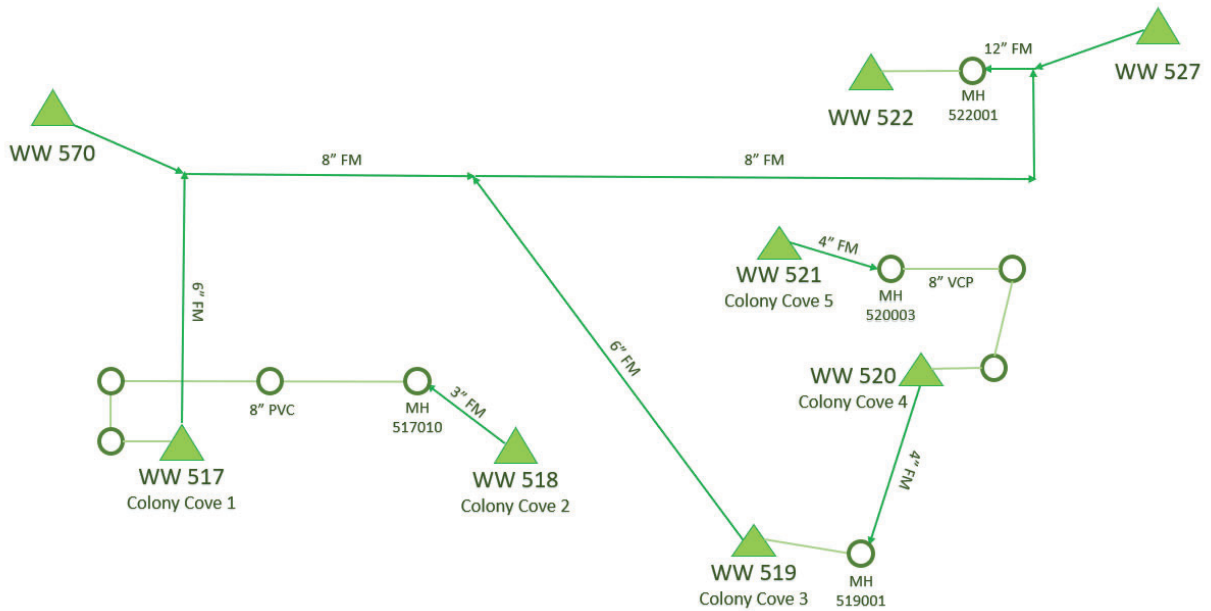 12” FM
WW 527
MH
522001
WW 522
WW 570
8” FM
8” FM
4” FM
WW 521
Colony Cove 5
8” VCP
MH
520003
6” FM
6” FM
WW 520
Colony Cove 4
8” PVC
MH
517010
3” FM
4” FM
WW 517
Colony Cove 1
WW 518
Colony Cove 2
WW 519
Colony Cove 3
MH
519001